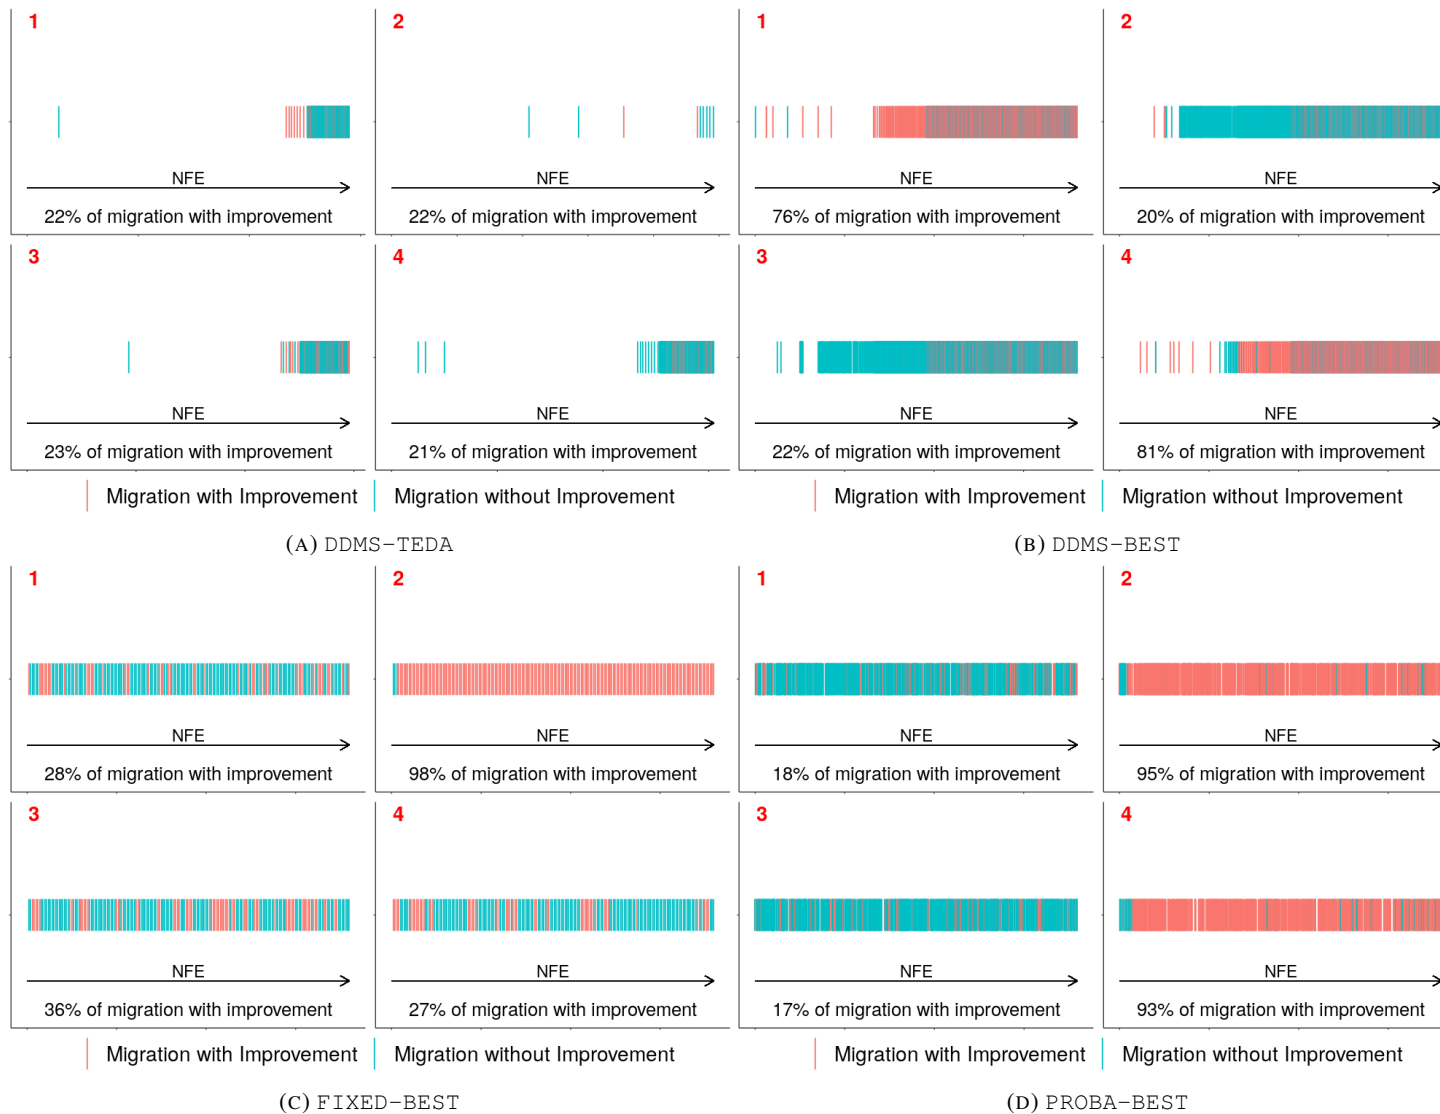 1
2
NFE
NFE
22% of migration with improvement
22% of migration with improvement
3
4
NFE
NFE
23% of migration with improvement
21% of migration with improvement
Migration with Improvement
Migration without Improvement
(A) DDMS-TEDA
1
2
NFE
NFE
76% of migration with improvement
20% of migration with improvement
3
4
NFE
NFE
22% of migration with improvement
81% of migration with improvement
Migration with Improvement
Migration without Improvement
(B) DDMS-BEST
1
2
NFE
NFE
28% of migration with improvement
98% of migration with improvement
3
4
NFE
NFE
36% of migration with improvement
27% of migration with improvement
Migration with Improvement
Migration without Improvement
(C) FIXED-BEST
1
2
NFE
NFE
18% of migration with improvement
95% of migration with improvement
3
4
NFE
NFE
17% of migration with improvement
93% of migration with improvement
Migration with Improvement
Migration without Improvement
(D) PROBA-BEST